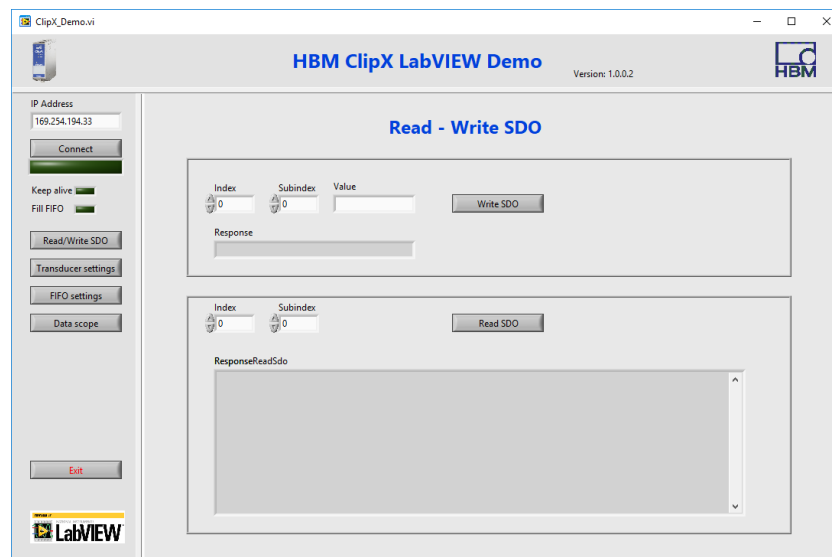 ClipX_Demo.vi
HBM ClipX LabVIEW Demo
Version: 1.0.0.2
HBM
IP Address
169.254.194.33
Connect
Keep alive
Fill FIFO
Read/Write SDO
Transducer settings
FIFO settings
Data scope
Exit
LabVIEW
Read - Write SDO
Index Subindex Value
0 0 Write SDO
Response
Index Subindex
0 0 Read SDO
ResponseReadSdo